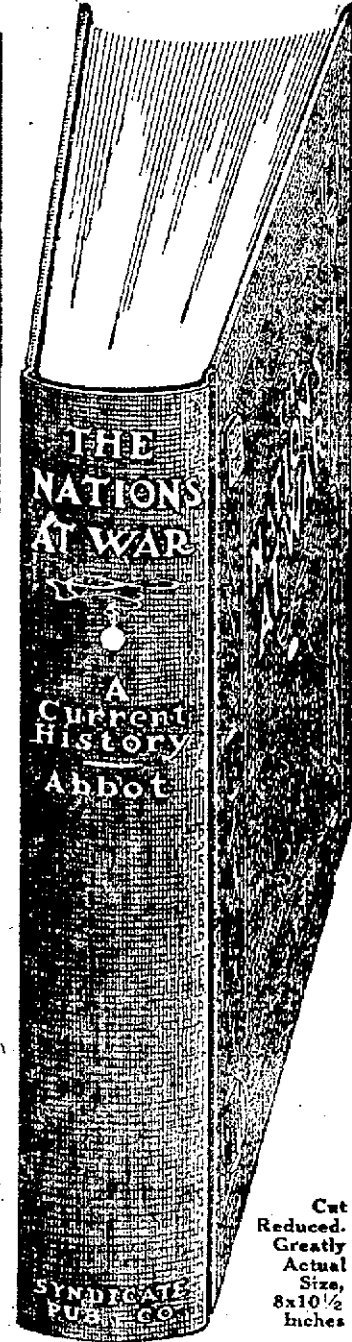 THE
NATIONS
AT WAR
A
Current
History
Abbot
SYNDICATE
PUB. CO.
Cut
Reduced.
Greatly
Actual
Size,
8x10½
Inches